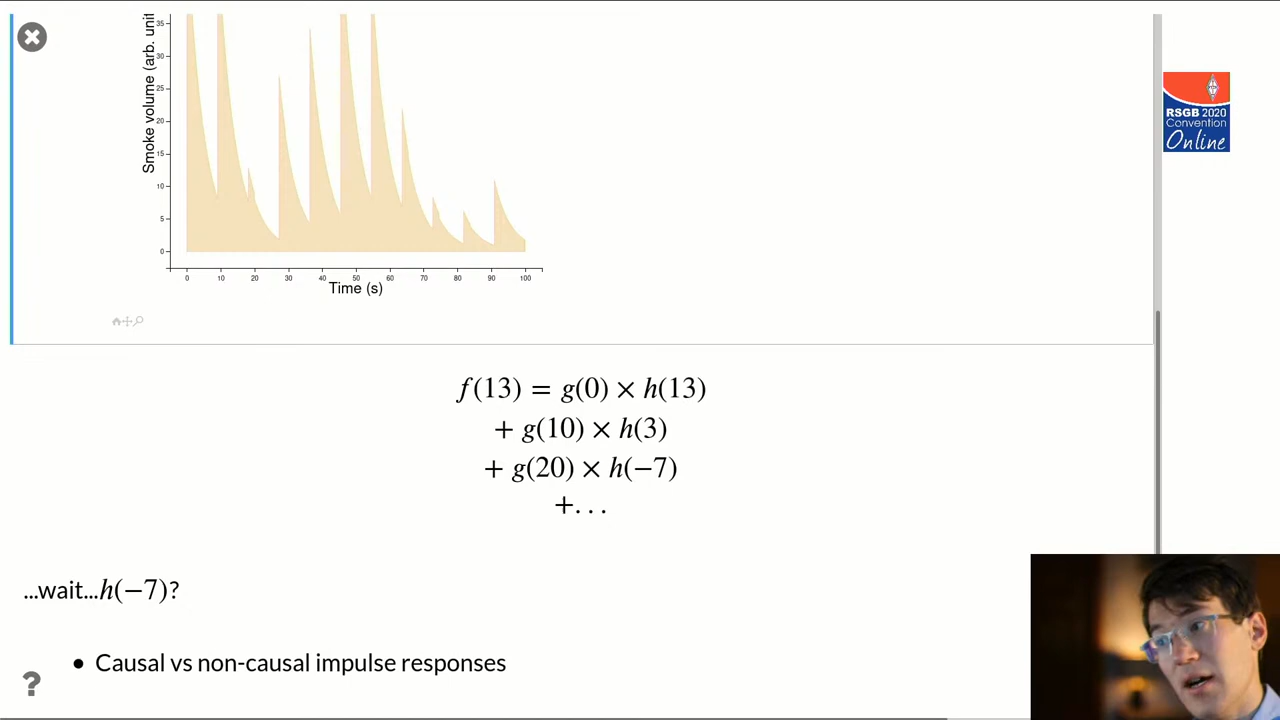 Smoke volume (arb. unit
35
30
25
20
15
10
5
0
0 10 20 30 40 50 60 70 80 90 100
Time (s)
RSGB 2020
Convention
Online
f(13) = g(0) × h(13)
+ g(10) × h(3)
+ g(20) × h(−7)
+...
...wait...h(−7)?
● Causal vs non-causal impulse responses
?